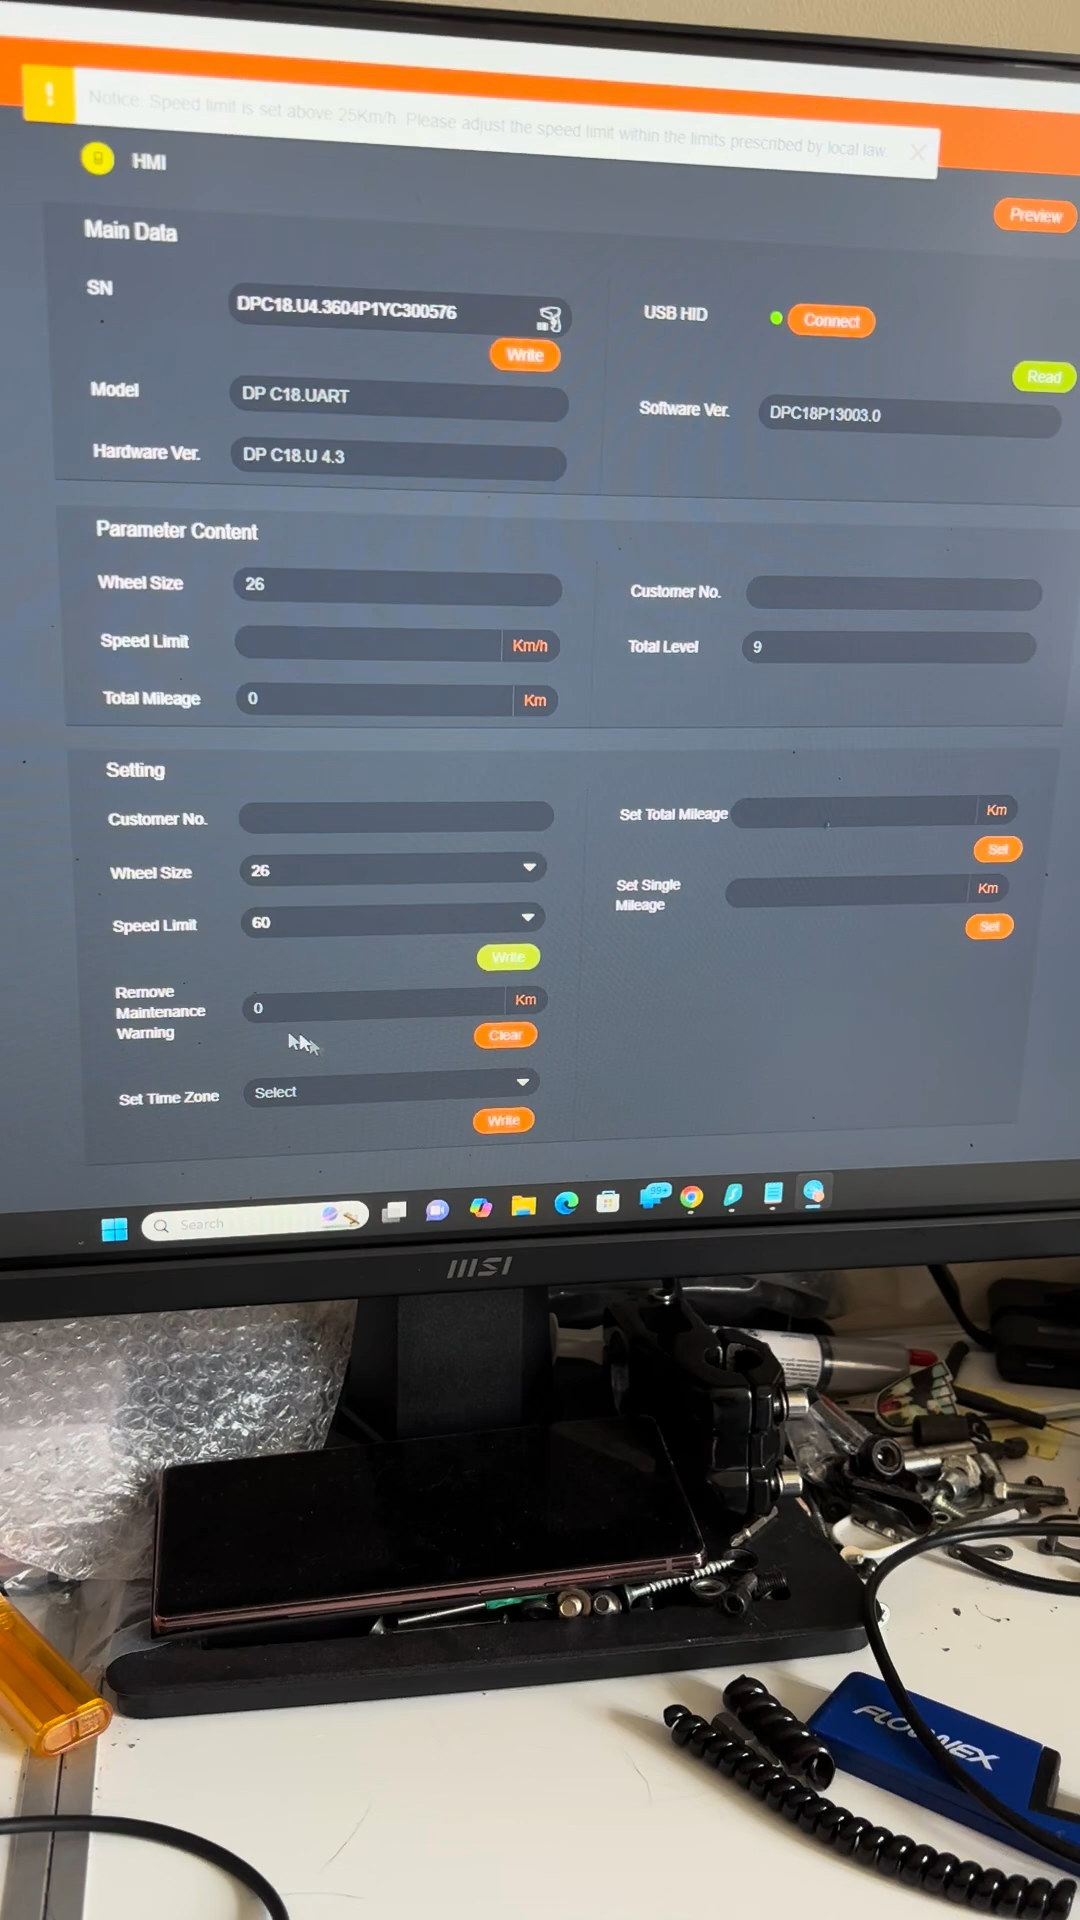 Notice: Speed limit is set above 25Km/h. Please adjust the speed limit within the limits prescribed by local law
HMI
Preview
Main Data
SN
DPC18.U4.3604P1YC300576
USB HID
Connect
Write
Read
Model
DP C18.UART
Software Ver.
DPC18P13003.0
Hardware Ver.
DP C18.U 4.3
Parameter Content
Wheel Size
26
Customer No.
Speed Limit
Km/h
Total Level
9
Total Mileage
0
Km
Setting
Customer No.
Set Total Mileage
Km
Set
Wheel Size
26
Set Single
Mileage
Km
Set
Speed Limit
60
Write
Remove
Maintenance
Warning
0
Km
Clear
Set Time Zone
Select
Write
Search
99+
MSI